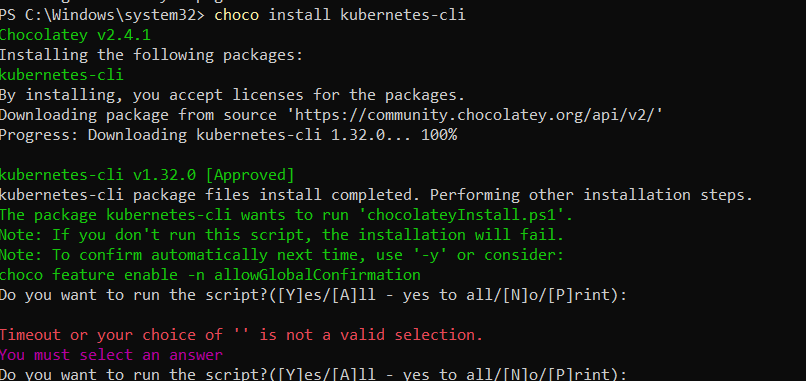 PS C:\Windows\system32> choco install kubernetes-cli
Chocolatey v2.4.1
Installing the following packages:
kubernetes-cli
By installing, you accept licenses for the packages.
Downloading package from source 'https://community.chocolatey.org/api/v2/'
Progress: Downloading kubernetes-cli 1.32.0... 100%
kubernetes-cli v1.32.0 [Approved]
kubernetes-cli package files install completed. Performing other installation steps.
The package kubernetes-cli wants to run 'chocolateyInstall.ps1'.
Note: If you don't run this script, the installation will fail.
Note: To confirm automatically next time, use '-y' or consider:
choco feature enable -n allowGlobalConfirmation
Do you want to run the script?([Y]es/[A]ll - yes to all/[N]o/[P]rint):
Timeout or your choice of '' is not a valid selection.
You must select an answer
Do you want to run the script?([Y]es/[A]ll - yes to all/[N]o/[P]rint):